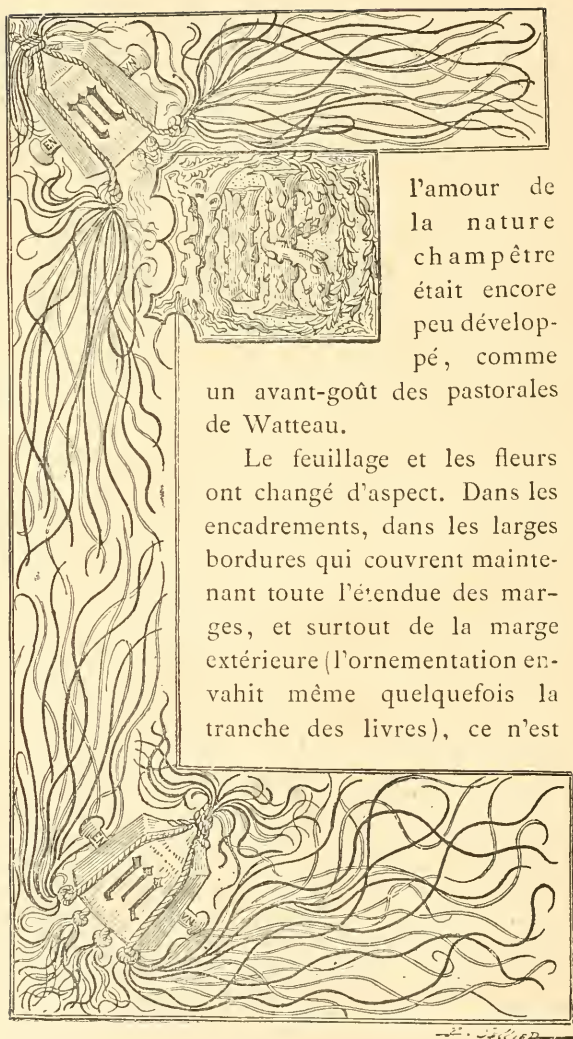 l'amour de
la nature
champêtre
était encore
peu dévelop-
pé, comme
un avant-goût des pastorales
de Watteau.
Le feuillage et les fleurs
ont changé d'aspect. Dans les
encadrements, dans les larges
bordures qui couvrent mainte-
nant toute l'étendue des mar-
ges, et surtout de la marge
extérieure (l'ornementation en-
vahit même quelquefois la
tranche des livres), ce n'est